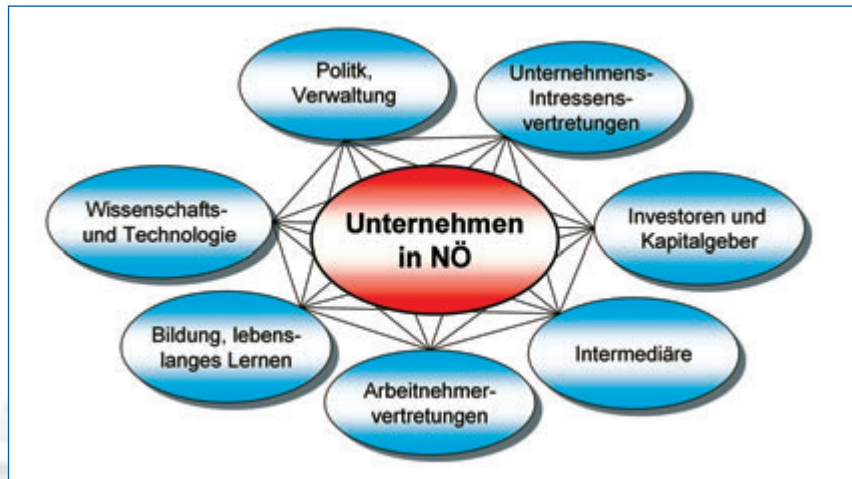 Politk,
Verwaltung
Unternehmens-
Intressens-
vertretungen
Wissenschafts-
und Technologie
Unternehmen
in NÖ
Investoren und
Kapitalgeber
Bildung, lebens-
langes Lernen
Intermediäre
Arbeitnehmer-
vertretungen